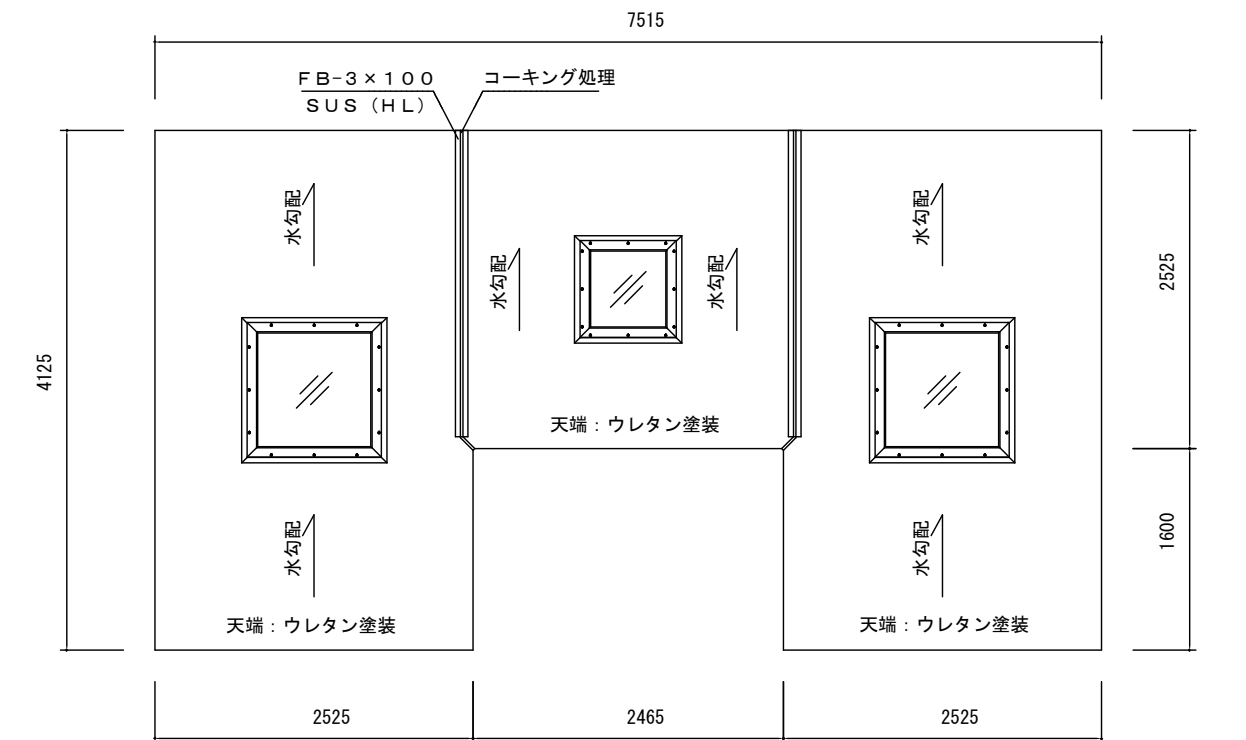 7515
FB-3×100
SUS（HL）
コーキング処理
水勾配
水勾配
水勾配
水勾配
2525
4125
天端：ウレタン塗装
水勾配
水勾配
1600
天端：ウレタン塗装
天端：ウレタン塗装
2525
2465
2525